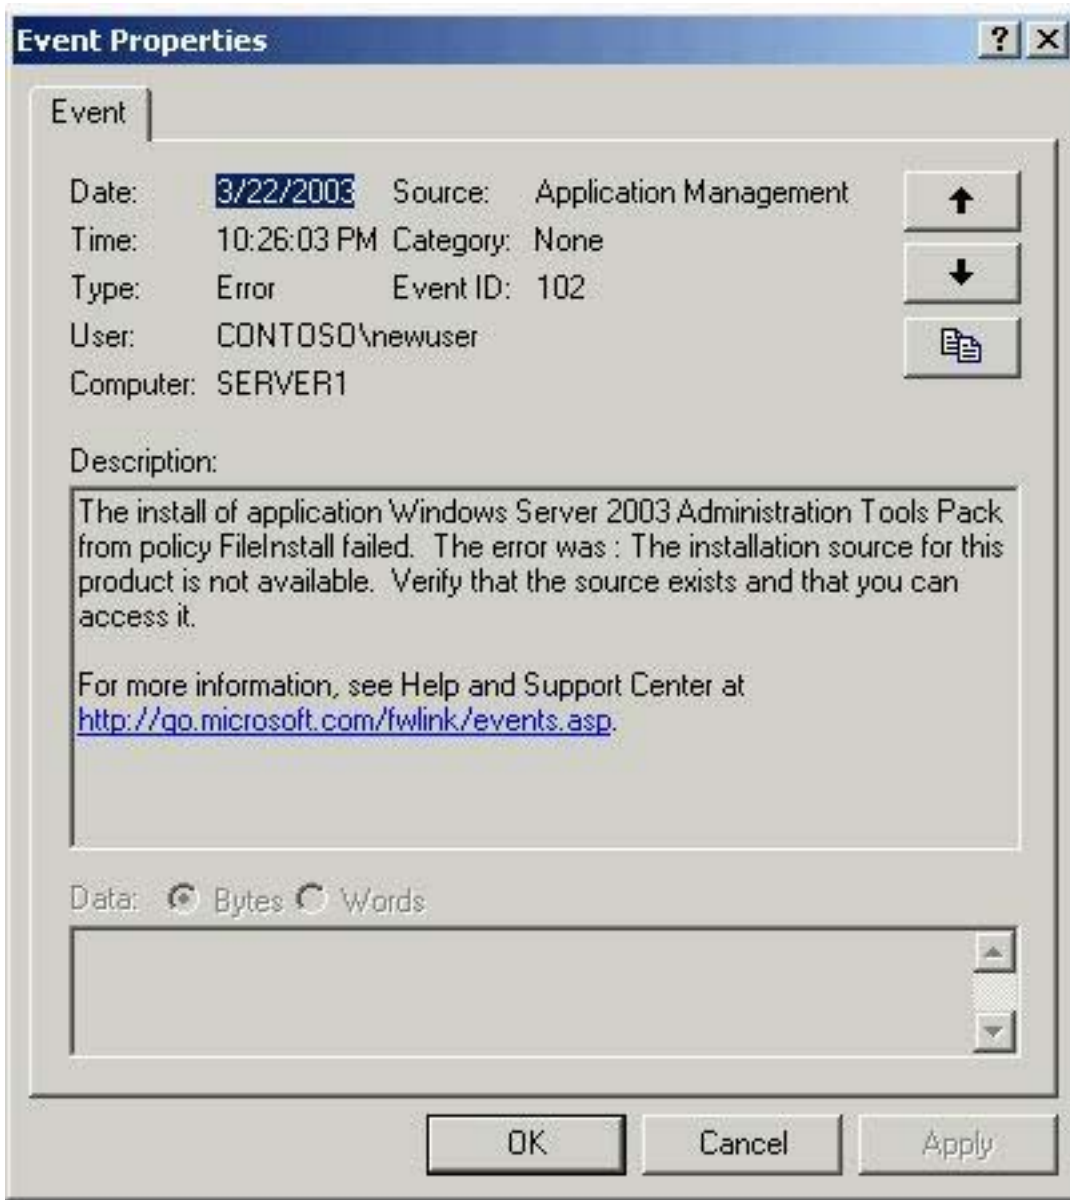 Event Properties
Event
Date: 3/22/2003 Source: Application Management
Time: 10:26:03 PM Category: None
Type: Error Event ID: 102
User: CONTOSO\newuser
Computer: SERVER1
Description:
The install of application Windows Server 2003 Administration Tools Pack
from policy FileInstall failed.  The error was : The installation source for this
product is not available.  Verify that the source exists and that you can
access it.
For more information, see Help and Support Center at
http://go.microsoft.com/fwlink/events.asp.
Data: Bytes Words
OK Cancel Apply